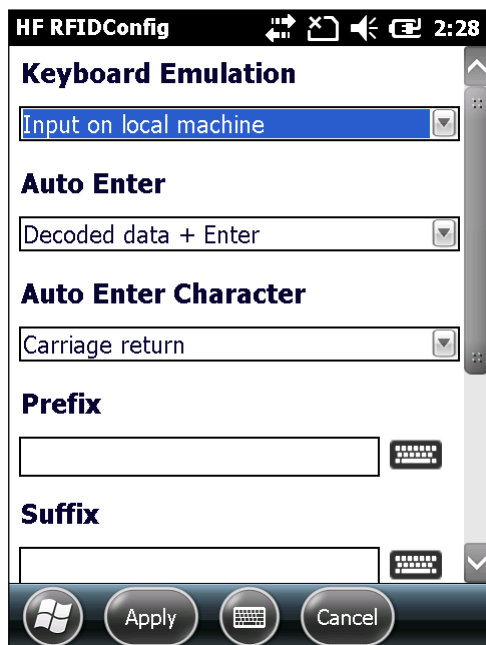 HF RFIDConfig 2:28
Keyboard Emulation
Input on local machine
Auto Enter
Decoded data + Enter
Auto Enter Character
Carriage return
Prefix
Suffix
Apply Cancel